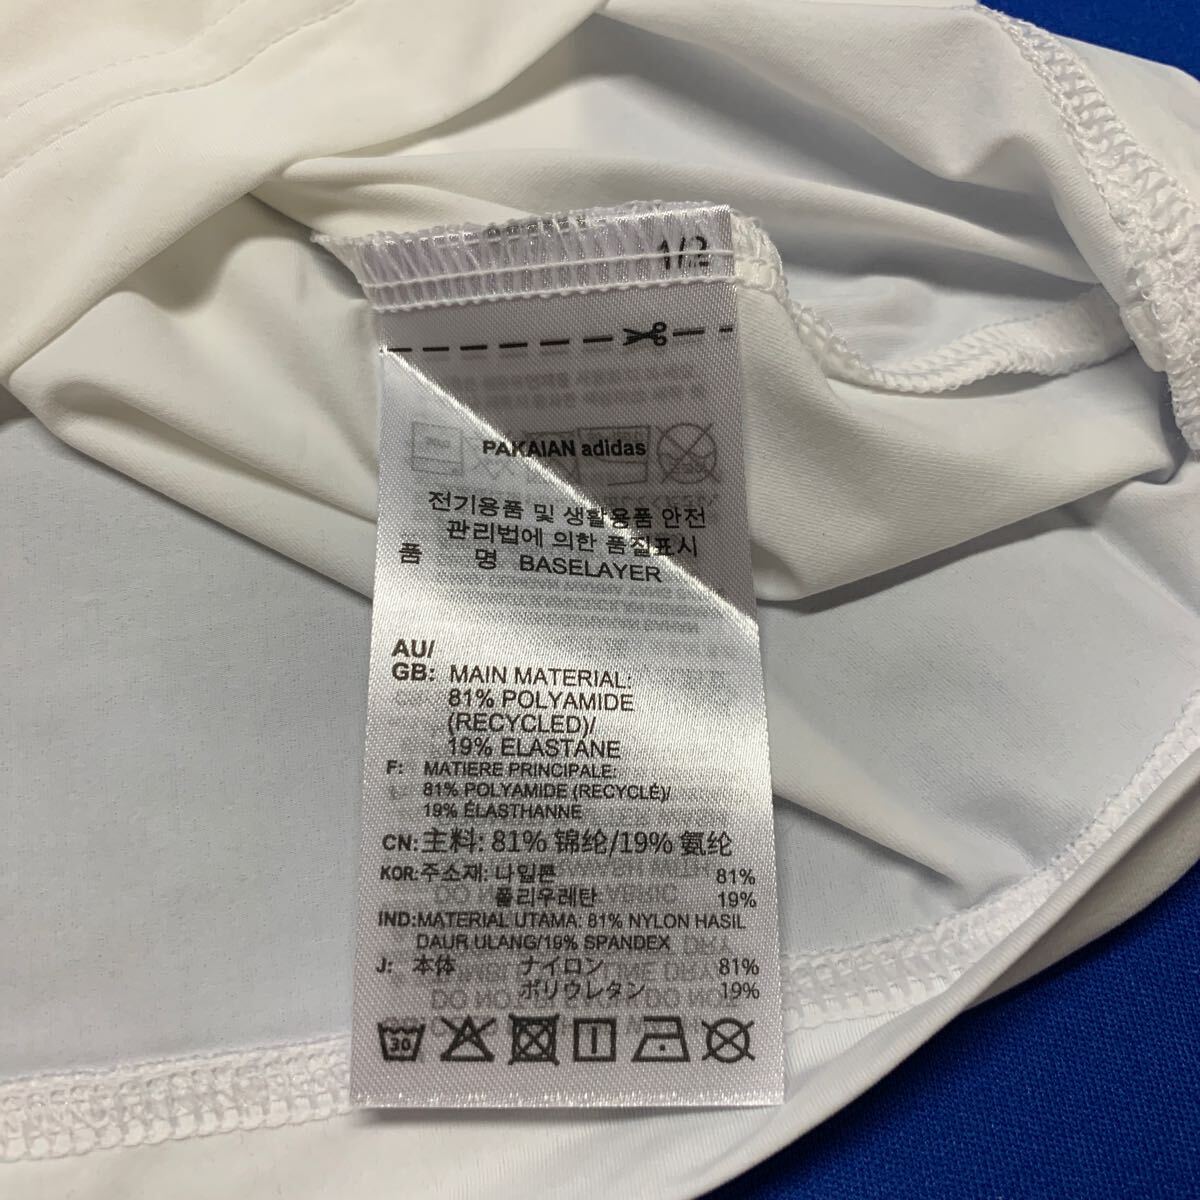 1/2
PAKAIAN adidas
전기용품 및 생활용품 안전
관리법에 의한 품질표시
품 명 BASELAYER
AU/
GB: MAIN MATERIAL:
81% POLYAMIDE
(RECYCLED)/
19% ELASTANE
F: MATIERE PRINCIPALE:
81% POLYAMIDE (RECYCLÉ)/
19% ÉLASTHANNE
CN:主料: 81% 锦纶/19% 氨纶
KOR:주소재: 나일론 81%
폴리우레탄 19%
IND:MATERIAL UTAMA: 81% NYLON HASIL
DAUR ULANG/19% SPANDEX
J: 本体 ナイロン 81%
ポリウレタン 19%
30